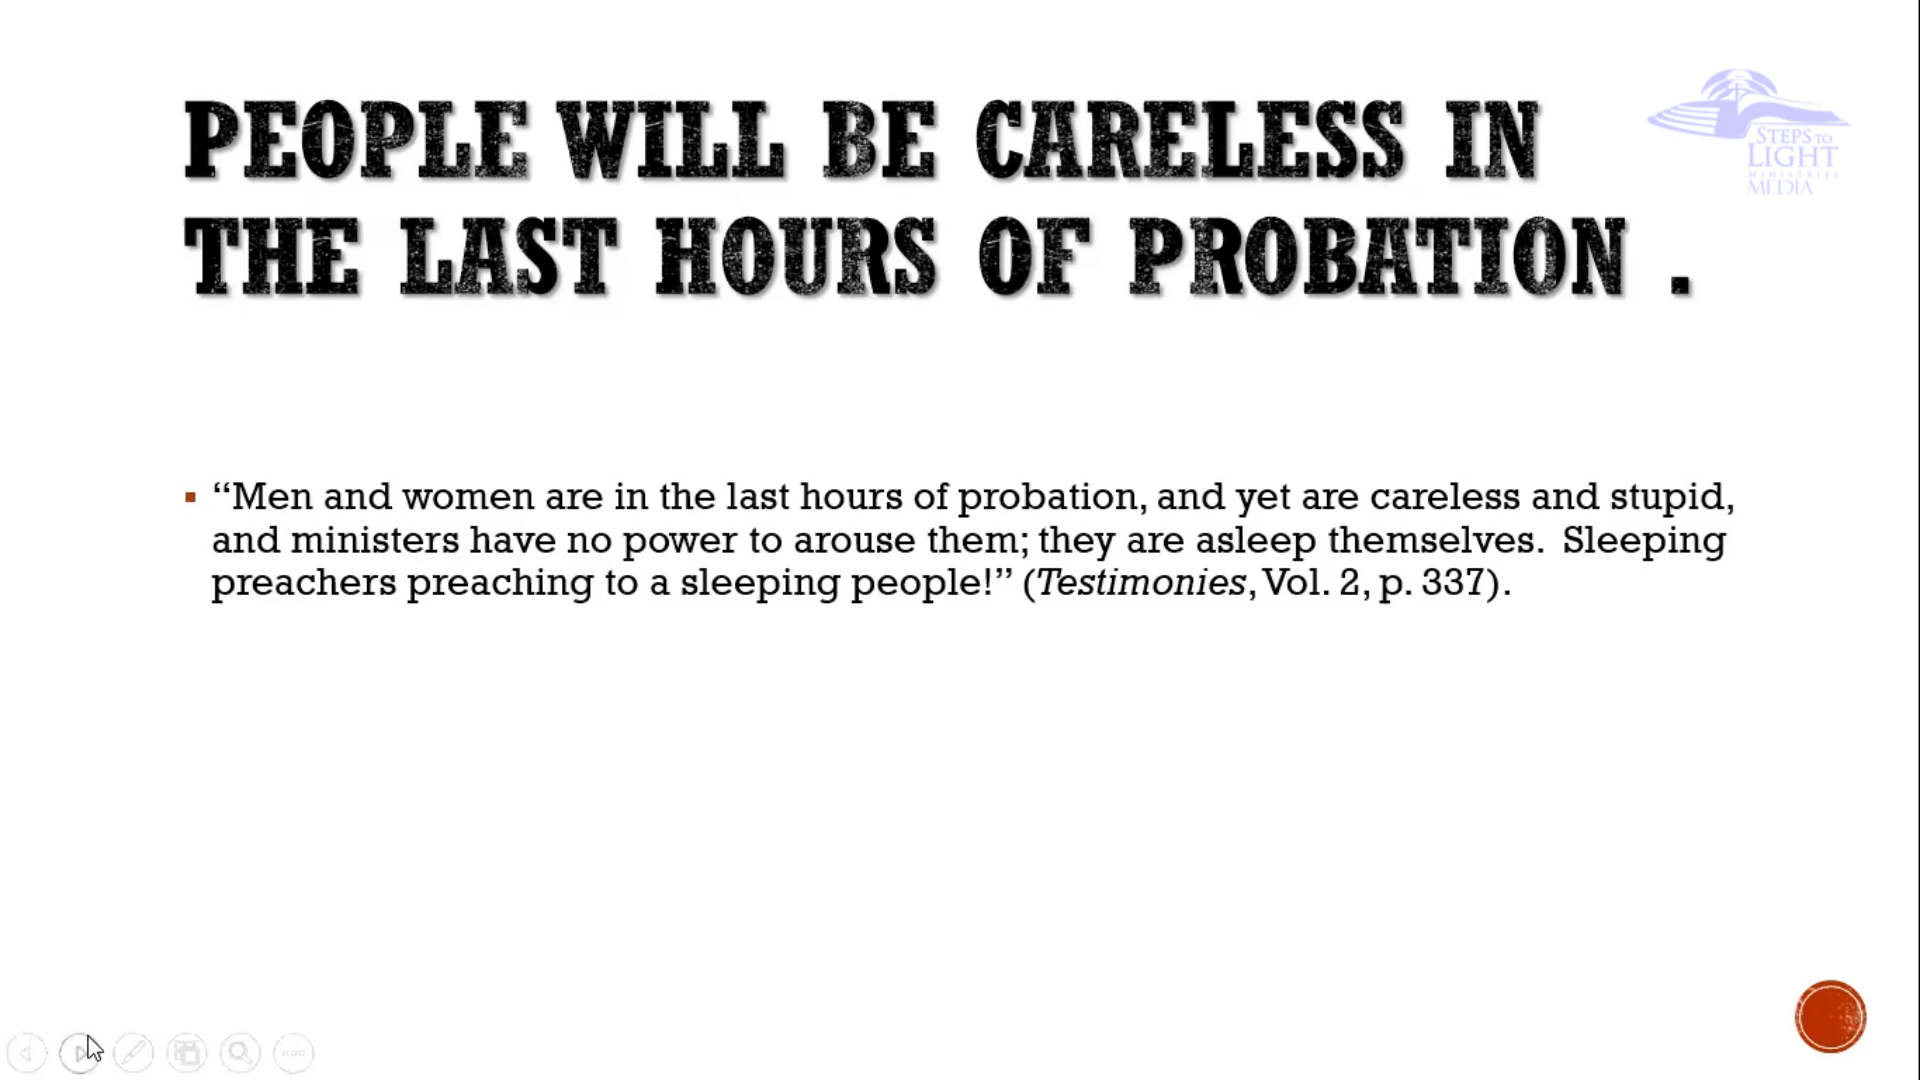 PEOPLE WILL BE CARELESS IN
THE LAST HOURS OF PROBATION .
STEPS TO
LIGHT
MINISTRIES
MEDIA
▪ “Men and women are in the last hours of probation, and yet are careless and stupid,
and ministers have no power to arouse them; they are asleep themselves.  Sleeping
preachers preaching to a sleeping people!” (Testimonies, Vol. 2, p. 337).